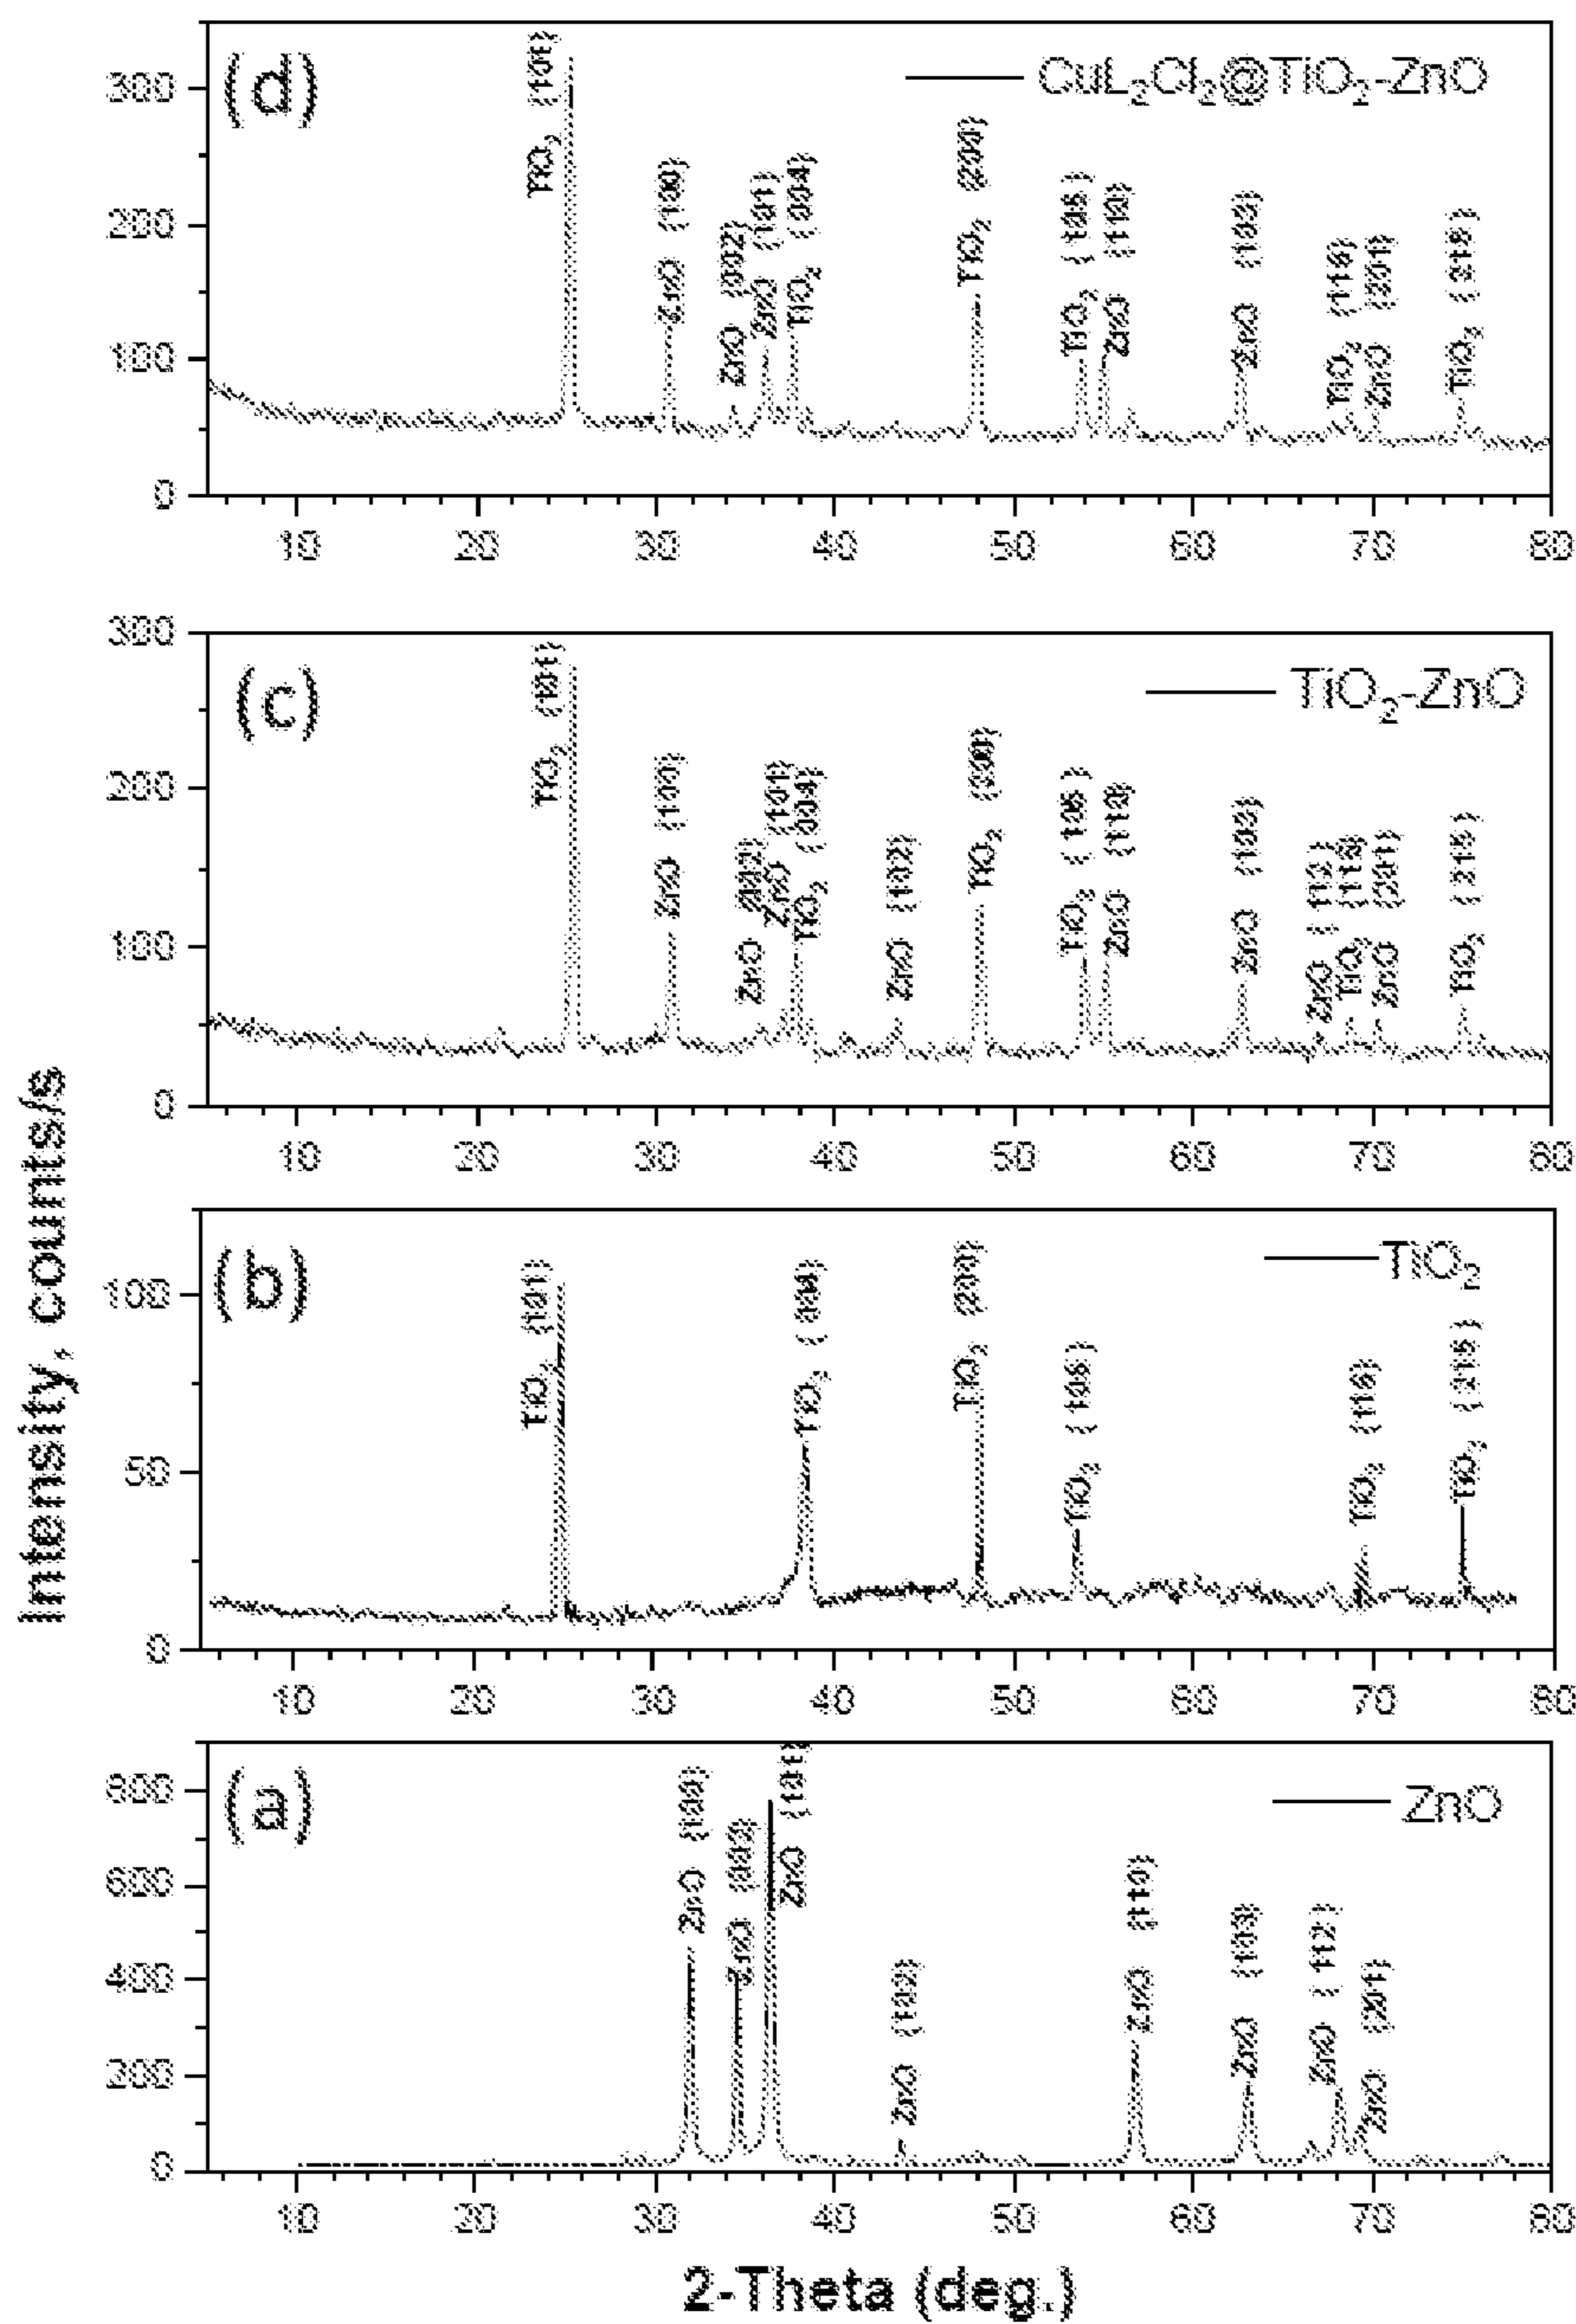 (d)
CuL2Cl2@TiO2-ZnO
TiO2 (101)
ZnO (100)
ZnO (002)
ZnO (101)
TiO2 (004)
TiO2 (200)
TiO2 (105)
ZnO (110)
ZnO (103)
TiO2 (116)
ZnO (201)
TiO2 (215)
300
200
100
0
10 20 30 40 50 60 70 80
(c)
TiO2-ZnO
TiO2 (101)
ZnO (100)
ZnO (002)
ZnO (101)
TiO2 (004)
ZnO (102)
TiO2 (200)
TiO2 (105)
ZnO (110)
ZnO (103)
ZnO (112)
TiO2 (116)
ZnO (201)
TiO2 (215)
300
200
100
0
10 20 30 40 50 60 70 80
Intensity, counts/s
(b)
TiO2
TiO2 (101)
TiO2 (004)
TiO2 (200)
TiO2 (105)
TiO2 (116)
TiO2 (215)
100
50
0
10 20 30 40 50 60 70 80
(a)
ZnO
ZnO (100)
ZnO (002)
ZnO (101)
ZnO (102)
ZnO (110)
ZnO (103)
ZnO (112)
ZnO (201)
800
600
400
200
0
10 20 30 40 50 60 70 80
2-Theta (deg.)